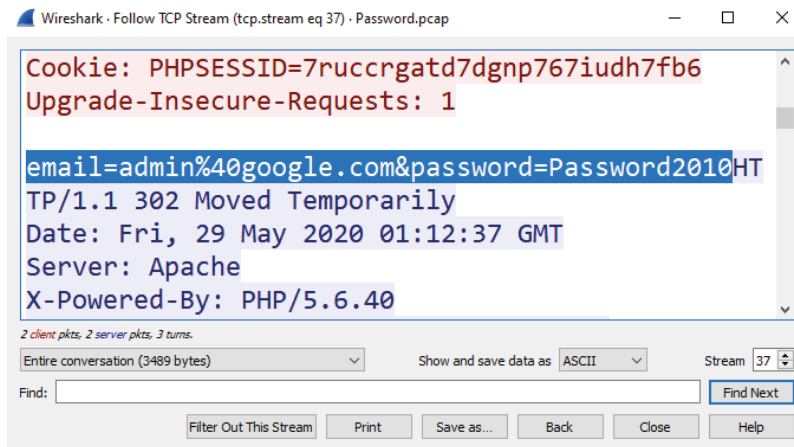 Wireshark · Follow TCP Stream (tcp.stream eq 37) · Password.pcap
Cookie: PHPSESSID=7ruccrgatd7dgnp767iudh7fb6
Upgrade-Insecure-Requests: 1
email=admin%40google.com&password=Password2010HT
TP/1.1 302 Moved Temporarily
Date: Fri, 29 May 2020 01:12:37 GMT
Server: Apache
X-Powered-By: PHP/5.6.40
2 client pkts, 2 server pkts, 3 turns.
Entire conversation (3489 bytes) Show and save data as ASCII Stream 37
Find: Find Next
Filter Out This Stream Print Save as... Back Close Help